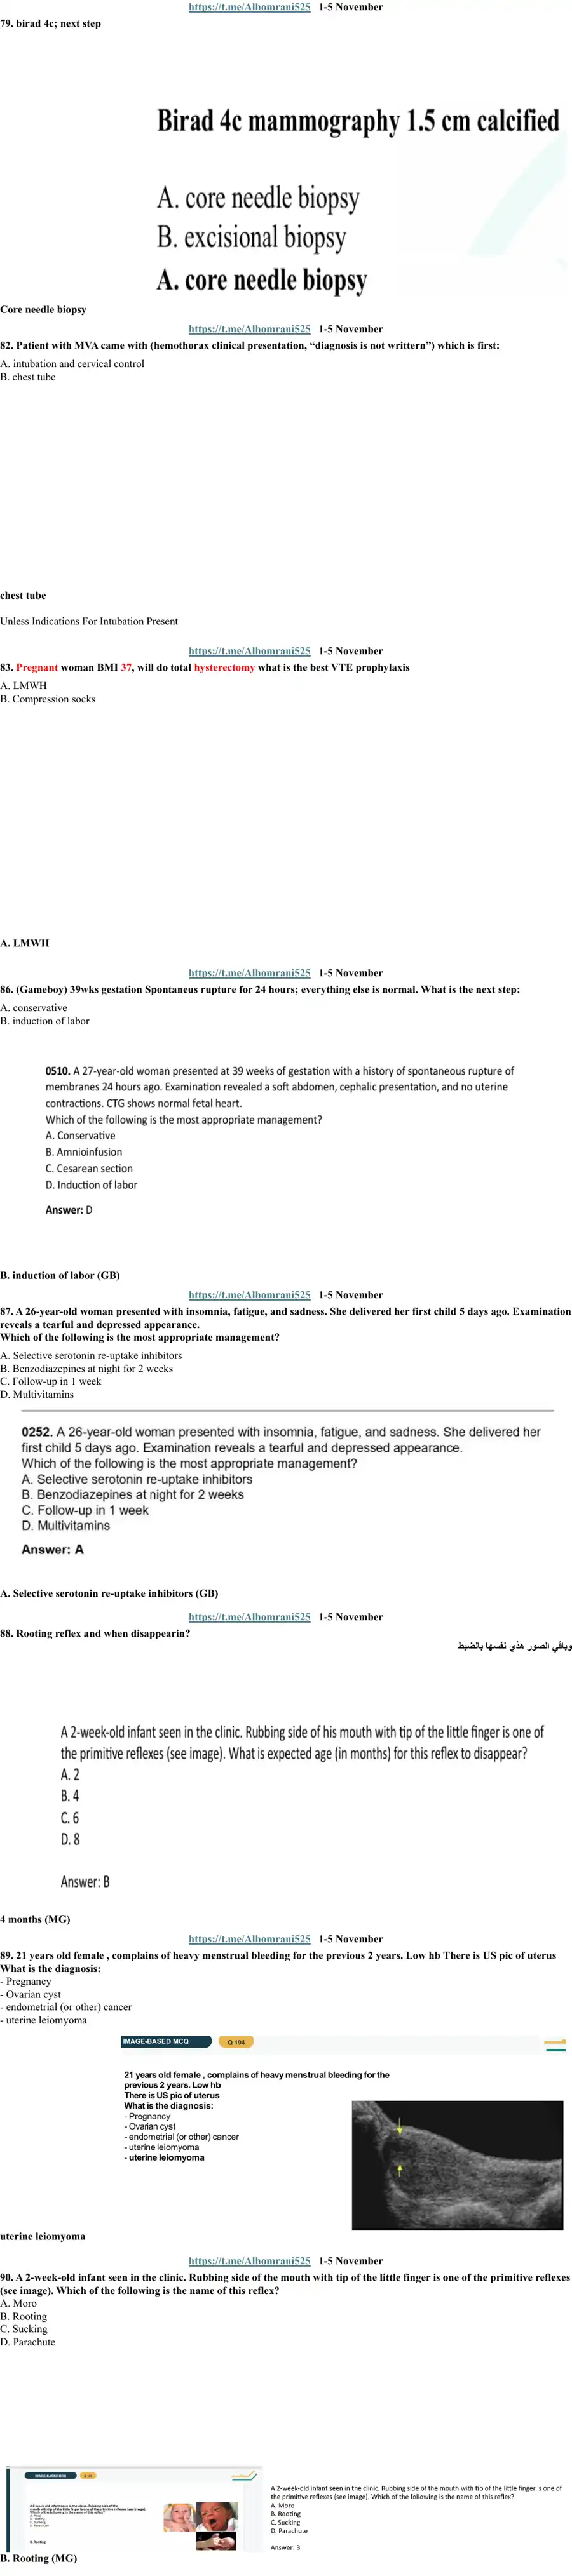 https://t.me/Alhomrani525 1-5 November
79. birad 4c; next step
Birad 4c mammography 1.5 cm calcified
A. core needle biopsy
B. excisional biopsy
A. core needle biopsy
Core needle biopsy
https://t.me/Alhomrani525 1-5 November
82. Patient with MVA came with (hemothorax clinical presentation, “diagnosis is not writtern”) which is first:
A. intubation and cervical control
B. chest tube
chest tube
Unless Indications For Intubation Present
https://t.me/Alhomrani525 1-5 November
83. Pregnant woman BMI 37, will do total hysterectomy what is the best VTE prophylaxis
A. LMWH
B. Compression socks
A. LMWH
https://t.me/Alhomrani525 1-5 November
86. (Gameboy) 39wks gestation Spontaneus rupture for 24 hours; everything else is normal. What is the next step:
A. conservative
B. induction of labor
0510. A 27-year-old woman presented at 39 weeks of gestation with a history of spontaneous rupture of
membranes 24 hours ago. Examination revealed a soft abdomen, cephalic presentation, and no uterine
contractions. CTG shows normal fetal heart.
Which of the following is the most appropriate management?
A. Conservative
B. Amnioinfusion
C. Cesarean section
D. Induction of labor
Answer: D
B. induction of labor (GB)
https://t.me/Alhomrani525 1-5 November
87. A 26-year-old woman presented with insomnia, fatigue, and sadness. She delivered her first child 5 days ago. Examination
reveals a tearful and depressed appearance.
Which of the following is the most appropriate management?
A. Selective serotonin re-uptake inhibitors
B. Benzodiazepines at night for 2 weeks
C. Follow-up in 1 week
D. Multivitamins
0252. A 26-year-old woman presented with insomnia, fatigue, and sadness. She delivered her
first child 5 days ago. Examination reveals a tearful and depressed appearance.
Which of the following is the most appropriate management?
A. Selective serotonin re-uptake inhibitors
B. Benzodiazepines at night for 2 weeks
C. Follow-up in 1 week
D. Multivitamins
Answer: A
A. Selective serotonin re-uptake inhibitors (GB)
https://t.me/Alhomrani525 1-5 November
88. Rooting reflex and when disappearin?
وباقي الصور هذي نفسها بالضبط
A 2-week-old infant seen in the clinic. Rubbing side of his mouth with tip of the little finger is one of
the primitive reflexes (see image). What is expected age (in months) for this reflex to disappear?
A. 2
B. 4
C. 6
D. 8
Answer: B
4 months (MG)
https://t.me/Alhomrani525 1-5 November
89. 21 years old female , complains of heavy menstrual bleeding for the previous 2 years. Low hb There is US pic of uterus
What is the diagnosis:
- Pregnancy
- Ovarian cyst
- endometrial (or other) cancer
- uterine leiomyoma
IMAGE-BASED MCQ Q 194
21 years old female , complains of heavy menstrual bleeding for the
previous 2 years. Low hb
There is US pic of uterus
What is the diagnosis:
- Pregnancy
- Ovarian cyst
- endometrial (or other) cancer
- uterine leiomyoma
- uterine leiomyoma
uterine leiomyoma
https://t.me/Alhomrani525 1-5 November
90. A 2-week-old infant seen in the clinic. Rubbing side of the mouth with tip of the little finger is one of the primitive reflexes
(see image). Which of the following is the name of this reflex?
A. Moro
B. Rooting
C. Sucking
D. Parachute
IMAGE-BASED MCQ
B. Rooting
A 2-week-old infant seen in the clinic. Rubbing side of the mouth with tip of the little finger is one of
the primitive reflexes (see image). Which of the following is the name of this reflex?
A. Moro
B. Rooting
C. Sucking
D. Parachute
Answer: B
B. Rooting (MG)